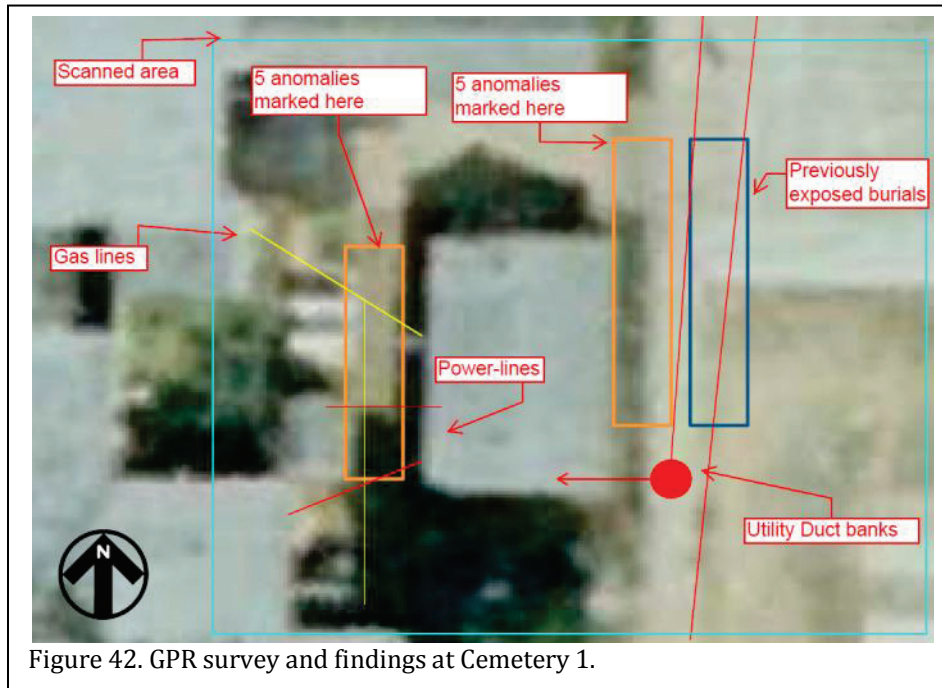 Scanned area
5 anomalies
marked here
5 anomalies
marked here
Previously
exposed burials
Gas lines
Power-lines
Utility Duct banks
N
Figure 42. GPR survey and findings at Cemetery 1.